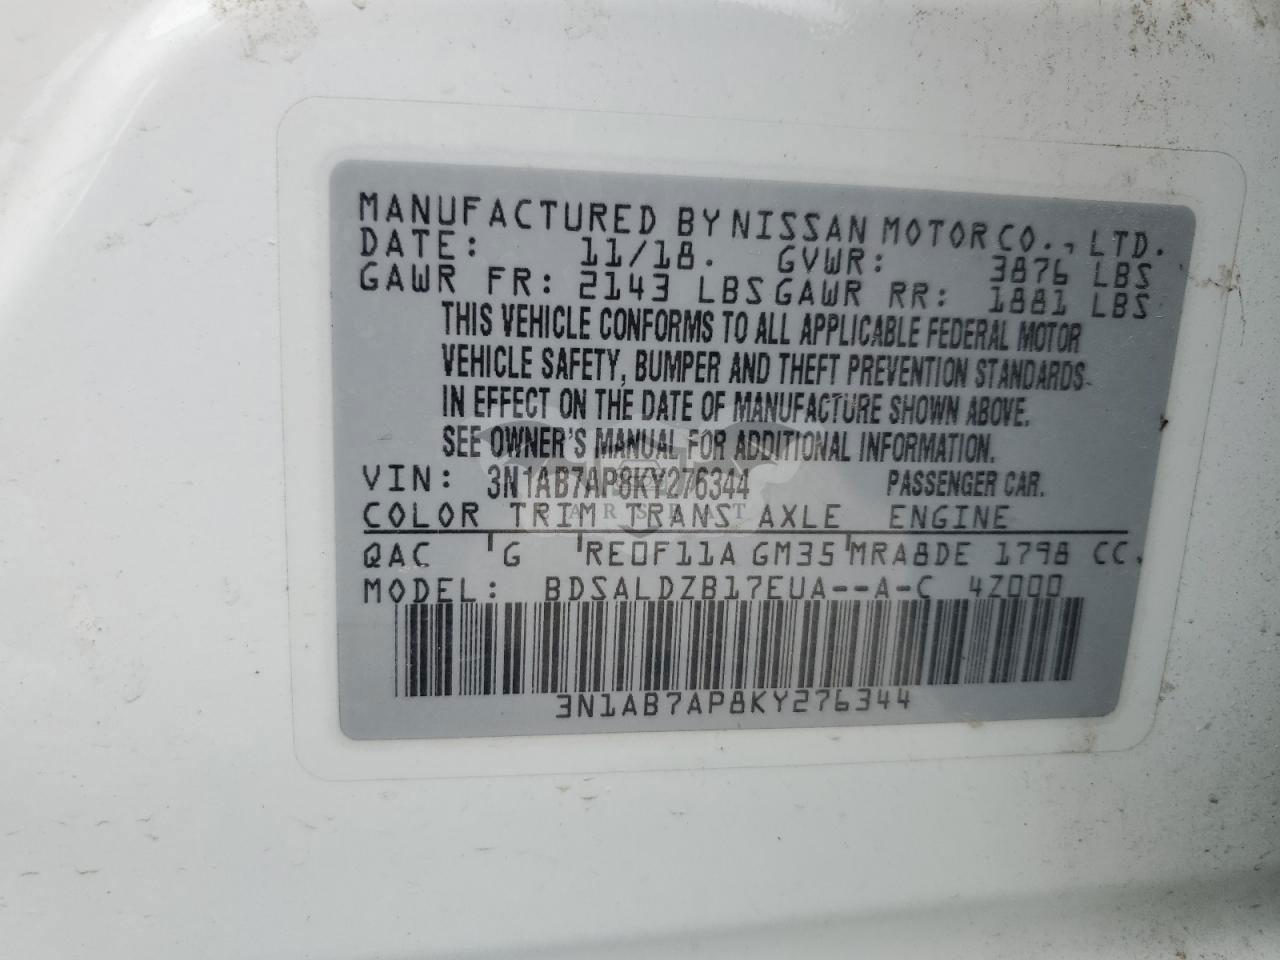 MANUFACTURED BY NISSAN MOTOR CO., LTD.
DATE: 11/18. GVWR: 3876 LBS
GAWR FR: 2143 LBS GAWR RR: 1881 LBS
THIS VEHICLE CONFORMS TO ALL APPLICABLE FEDERAL MOTOR
VEHICLE SAFETY, BUMPER AND THEFT PREVENTION STANDARDS
IN EFFECT ON THE DATE OF MANUFACTURE SHOWN ABOVE.
SEE OWNER'S MANUAL FOR ADDITIONAL INFORMATION.
VIN: 3N1AB7AP8KY276344 PASSENGER CAR.
COLOR TRIM TRANS AXLE ENGINE
QAC G RE0F11A GM35 MRA8DE 1798 CC.
MODEL: BDSALDZB17EUA--A-C 4Z000
3N1AB7AP8KY276344